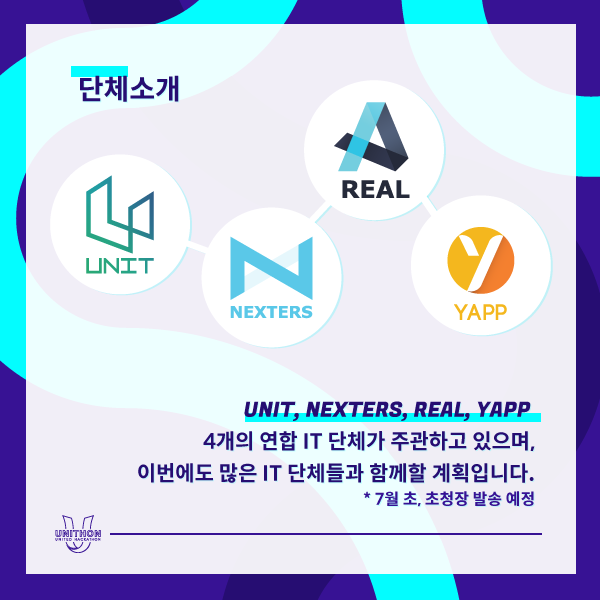 단체소개
REAL
UNIT
NEXTERS
YAPP
UNIT, NEXTERS, REAL, YAPP
4개의 연합 IT 단체가 주관하고 있으며,
이번에도 많은 IT 단체들과 함께할 계획입니다.
* 7월 초, 초청장 발송 예정
UNITHON
UNITED HACKATHON